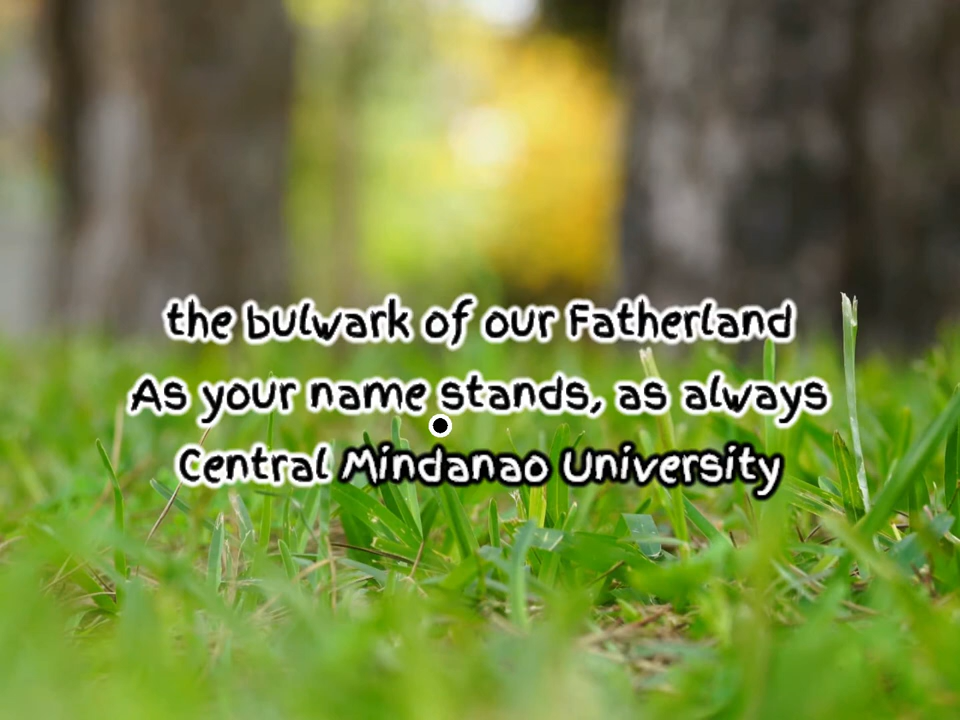 the bulwark of our Fatherland
As your name stands, as always
Central Mindanao University